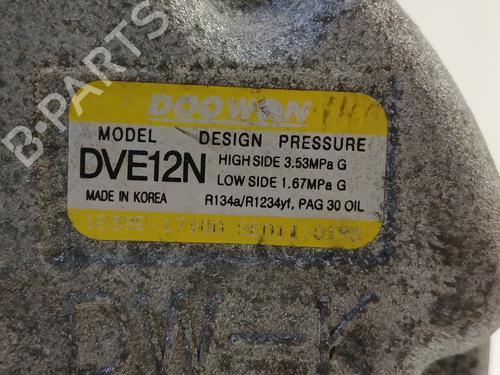 B-PARTS
DOOWON
MODEL DESIGN PRESSURE
DVE12N HIGH SIDE 3.53MPa G
LOW SIDE 1.67MPa G
MADE IN KOREA R134a/R1234yf, PAG 30 OIL
DW-K